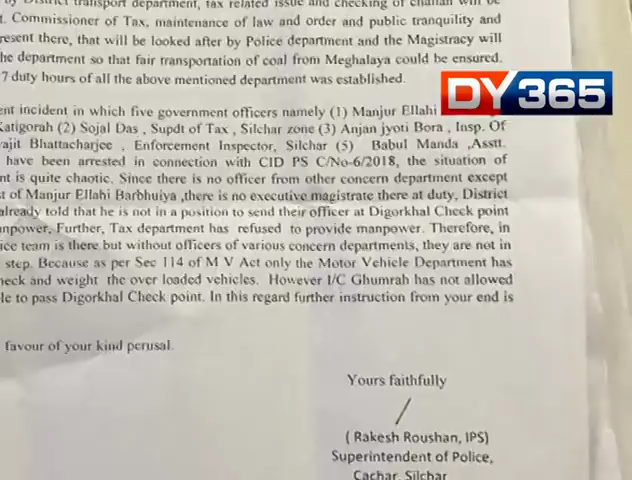 District transport department, tax related issue and checking of challan will be
t. Commissioner of Tax, maintenance of law and order and public tranquility and
resent there, that will be looked after by Police department and the Magistracy will
he department so that fair transportation of coal from Meghalaya could be ensured.
7 duty hours of all the above mentioned department was established.
DY365
ent incident in which five government officers namely (1) Manjur Ellahi
Katigorah (2) Sojal Das , Supdt of Tax , Silchar zone (3) Anjan jyoti Bora , Insp. Of
ajit Bhattacharjee , Enforcement Inspector, Silchar (5) Babul Manda ,Asstt.
have been arrested in connection with CID PS C/No-6/2018, the situation of
nt is quite chaotic. Since there is no officer from other concern department except
t of Manjur Ellahi Barbhuiya ,there is no executive magistrate there at duty, District
already told that he is not in a position to send their officer at Digorkhal Check point
anpower, Further, Tax department has refused to provide manpower. Therefore, in
ice team is there but without officers of various concern departments, they are not in
step. Because as per Sec 114 of M V Act only the Motor Vehicle Department has
heck and weight the over loaded vehicles. However I/C Ghumrah has not allowed
le to pass Digorkhal Check point. In this regard further instruction from your end is
favour of your kind perusal.
Yours faithfully
( Rakesh Roushan, IPS)
Superintendent of Police,
Cachar, Silchar